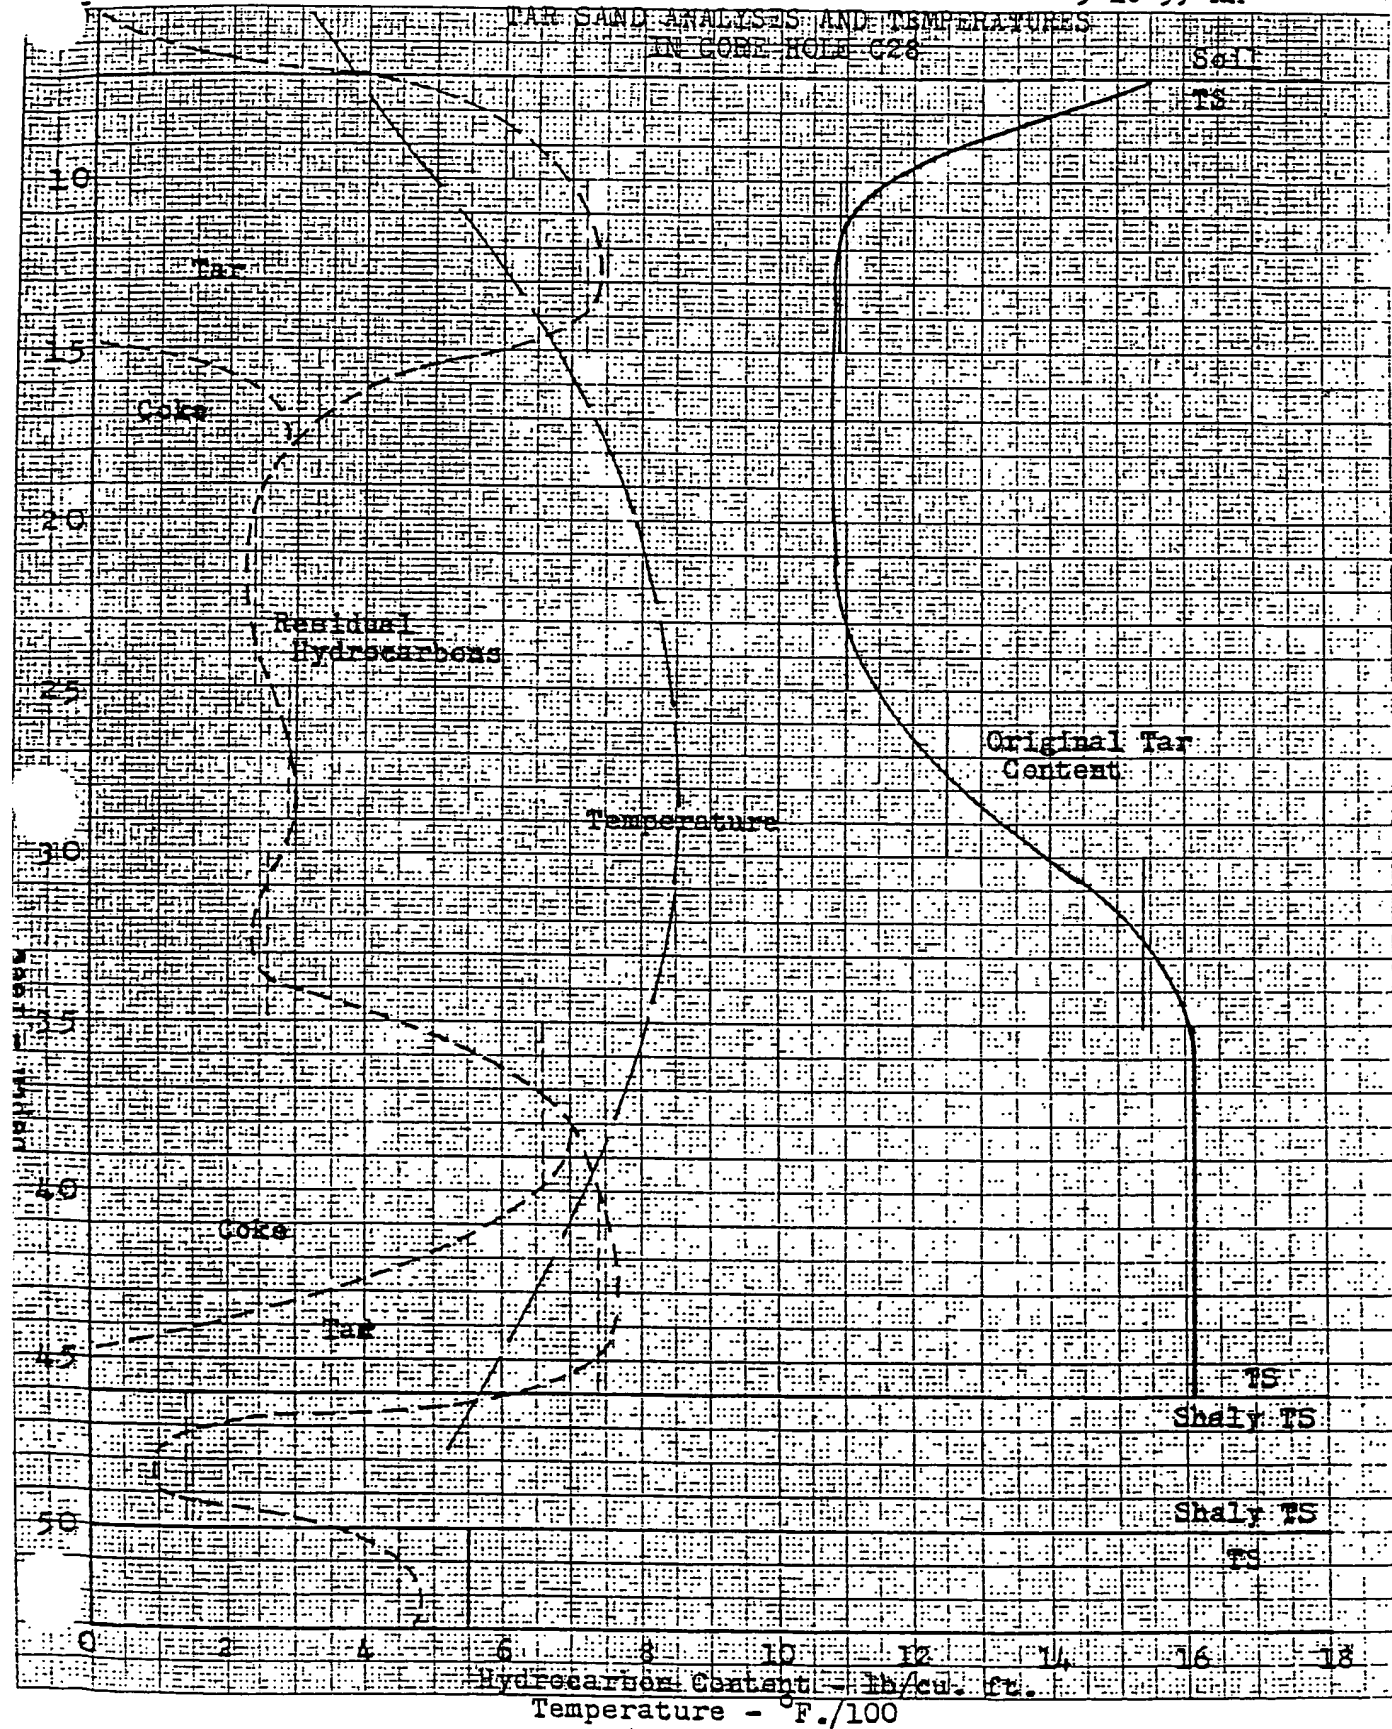 TAR SAND ANALYSES AND TEMPERATURES
IN CORE HOLE C28
Soil
TS
10
Tar
15
Coke
20
Residual
Hydrocarbons
25
Original Tar
Content
Temperature
30
35
Depth - Feet
40
Coke
Tar
45
TS
Shaly TS
50
Shaly TS
TS
0 2 4 6 8 10 12 14 16 18
Hydrocarbon Content - lb/cu. ft.
Temperature - °F./100